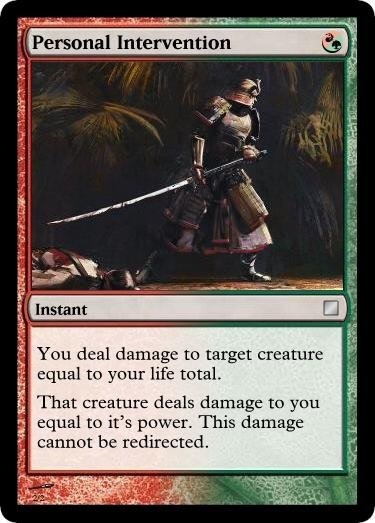 Personal Intervention
Instant
You deal damage to target creature
equal to your life total.
That creature deals damage to you
equal to it's power. This damage
cannot be redirected.